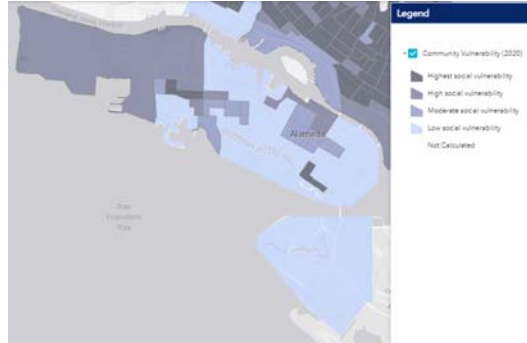 Legend
Community Vulnerability (2020)
Highest social vulnerability
High social vulnerability
Moderate social vulnerability
Low social vulnerability
Not Calculated
Alameda
San
Francisco
Bay